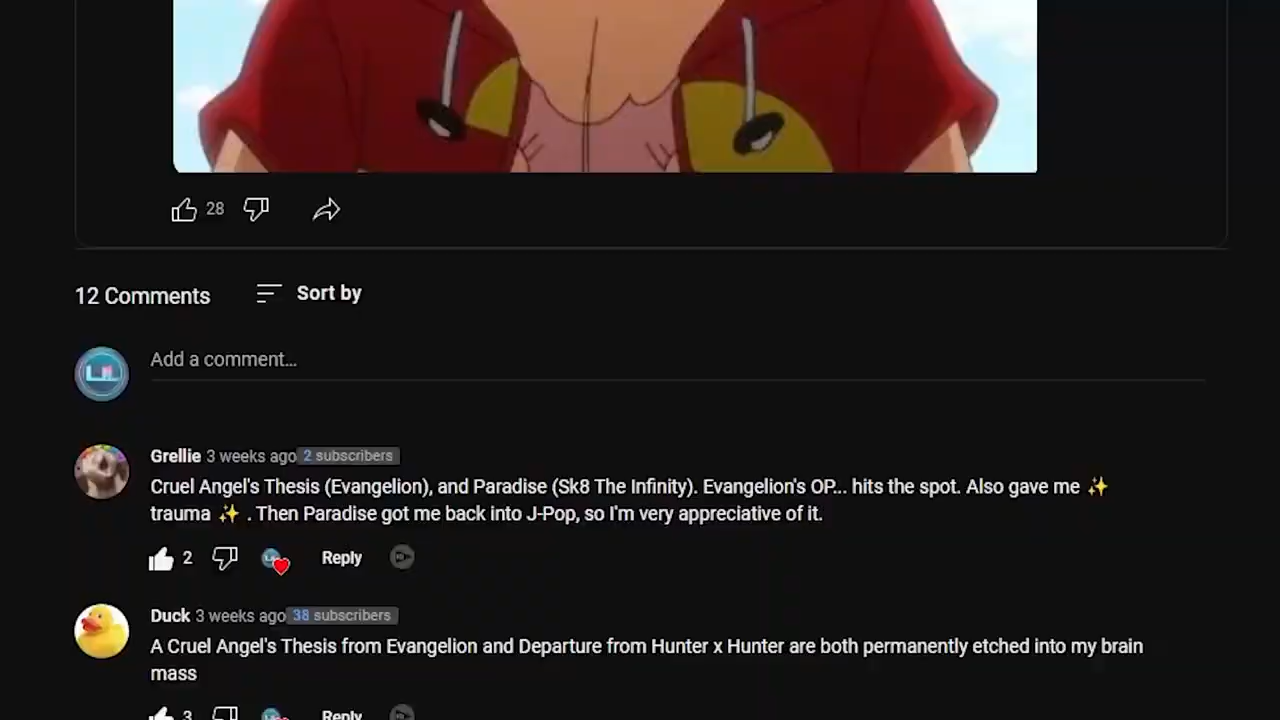 28
12 Comments
Sort by
Add a comment...
Grellie 3 weeks ago 2 subscribers
Cruel Angel's Thesis (Evangelion), and Paradise (Sk8 The Infinity). Evangelion's OP... hits the spot. Also gave me ✨
trauma ✨ . Then Paradise got me back into J-Pop, so I'm very appreciative of it.
2
Reply
Duck 3 weeks ago 38 subscribers
A Cruel Angel's Thesis from Evangelion and Departure from Hunter x Hunter are both permanently etched into my brain
mass
3
Reply